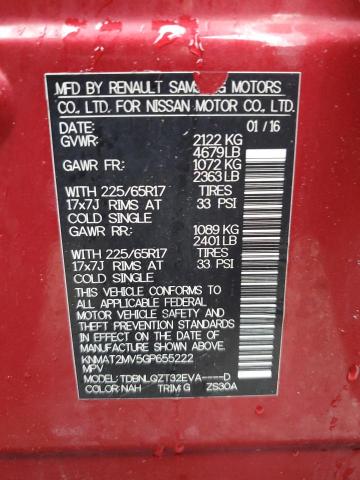 MFD BY RENAULT SAMSUNG MOTORS
CO., LTD. FOR NISSAN MOTOR CO., LTD.
DATE: 01/16
GVWR: 2122 KG
4679LB
GAWR FR: 1072 KG
2363LB
WITH 225/65R17 TIRES
17x7J RIMS AT 33 PSI
COLD SINGLE
GAWR RR: 1089 KG
2401LB
WITH 225/65R17 TIRES
17x7J RIMS AT 33 PSI
COLD SINGLE
THIS VEHICLE CONFORMS TO ALL
APPLICABLE FEDERAL
MOTOR VEHICLE SAFETY, BUMPER,
AND THEFT PREVENTION
STANDARDS IN EFFECT ON THE
DATE OF MANUFACTURE
SHOWN ABOVE.
KNMAT2MV5GP655222
MPV
MODEL:TDBNLQZT32EVA----D
COLOR:NAH TRIM:G ZS30A